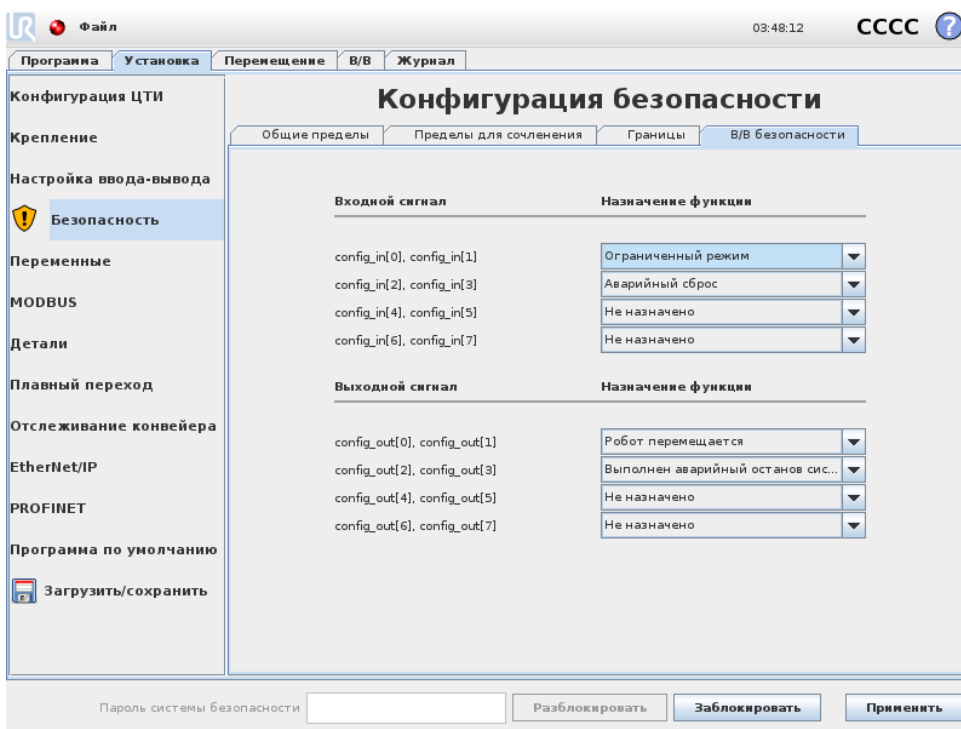 UR Файл 03:48:12 CCCC ?
Программа Установка Перемещение В/В Журнал
Конфигурация ЦТИ
Крепление
Настройка ввода-вывода
Безопасность
Переменные
MODBUS
Детали
Плавный переход
Отслеживание конвейера
EtherNet/IP
PROFINET
Программа по умолчанию
Загрузить/сохранить
Конфигурация безопасности
Общие пределы Пределы для сочленения Границы В/В безопасности
Входной сигнал Назначение функции
config_in[0], config_in[1] Ограниченный режим
config_in[2], config_in[3] Аварийный сброс
config_in[4], config_in[5] Не назначено
config_in[6], config_in[7] Не назначено
Выходной сигнал Назначение функции
config_out[0], config_out[1] Робот перемещается
config_out[2], config_out[3] Выполнен аварийный останов сис...
config_out[4], config_out[5] Не назначено
config_out[6], config_out[7] Не назначено
Пароль системы безопасности Разблокировать Заблокировать Применить